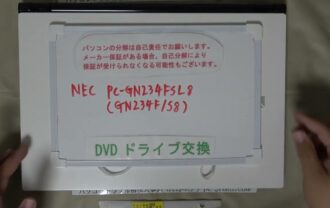 パソコンの分解は自己責任でお願いします。
メーカー保証がある場合、自己分解により
保証が受けられなくなる可能性もございます。
NEC PC-GN234FSL8
(GN234F/S8)
DVD ドライブ交換